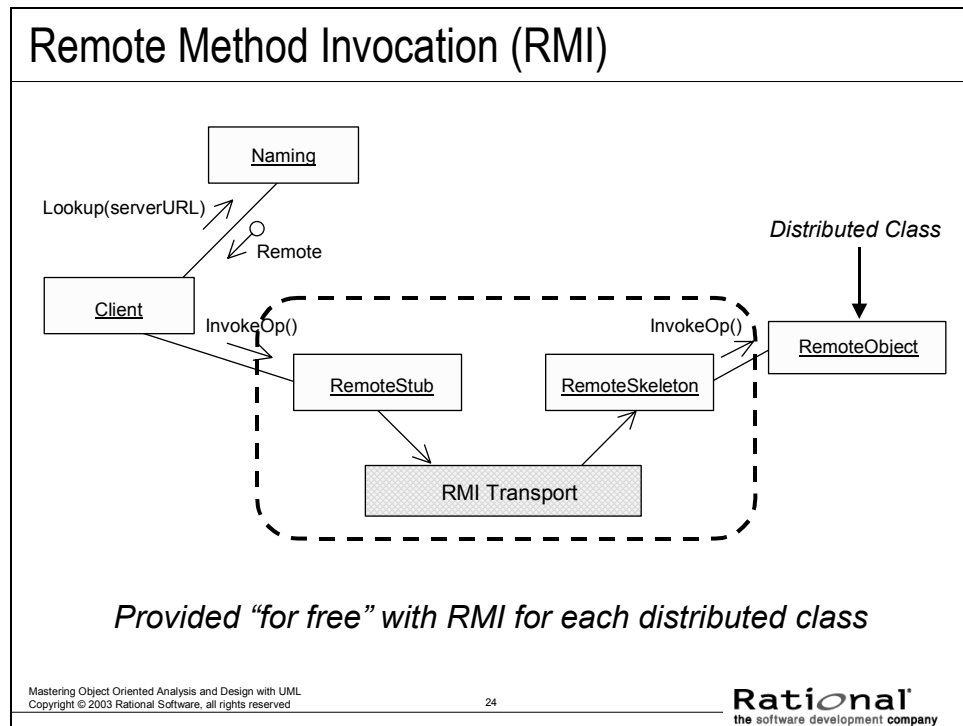 Remote Method Invocation (RMI)
Naming
Lookup(serverURL)
Remote
Distributed Class
Client
InvokeOp()
InvokeOp()
RemoteObject
RemoteStub
RemoteSkeleton
RMI Transport
Provided “for free” with RMI for each distributed class
Mastering Object Oriented Analysis and Design with UML
Copyright © 2003 Rational Software, all rights reserved
24
Rational
the software development company